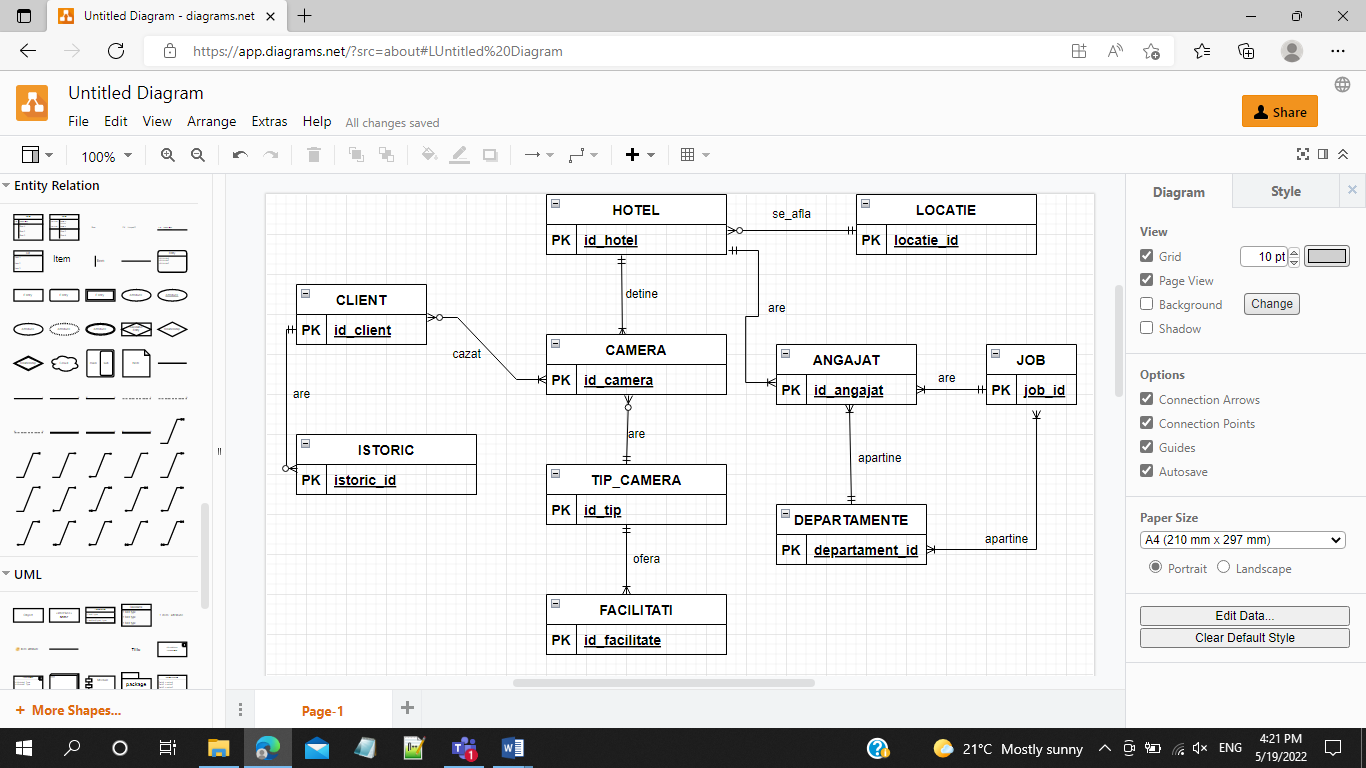 Untitled Diagram - diagrams.net
https://app.diagrams.net/?src=about#LUntitled%20Diagram
Untitled Diagram
File Edit View Arrange Extras Help All changes saved
Share
100%
Entity Relation
Item
UML
package
+ More Shapes...
HOTEL
PK id_hotel
se_afla
LOCATIE
PK locatie_id
detine
are
CLIENT
PK id_client
cazat
CAMERA
PK id_camera
ANGAJAT
PK id_angajat
are
JOB
PK job_id
are
are
ISTORIC
PK istoric_id
apartine
TIP_CAMERA
PK id_tip
DEPARTAMENTE
PK departament_id
apartine
ofera
FACILITATI
PK id_facilitate
Page-1
Diagram Style
View
Grid 10 pt
Page View
Background Change
Shadow
Options
Connection Arrows
Connection Points
Guides
Autosave
Paper Size
A4 (210 mm x 297 mm)
Portrait Landscape
Edit Data...
Clear Default Style
1
21°C Mostly sunny
ENG
4:21 PM
5/19/2022